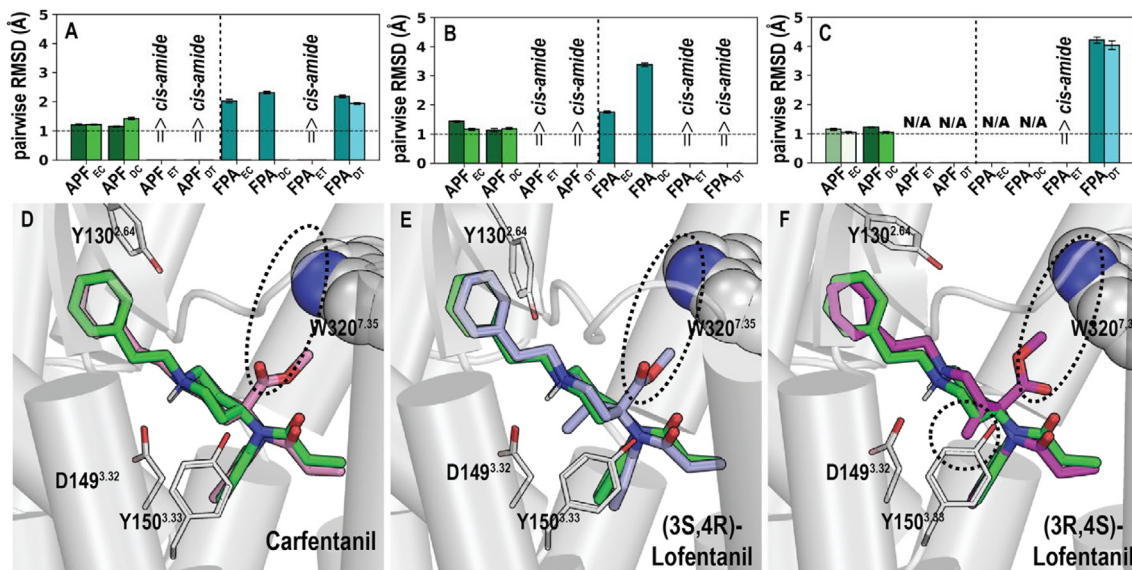 A
pairwise RMSD (Å)
5
4
3
2
1
0
=> cis-amide
=> cis-amide
=> cis-amide
APF EC
APF DC
APF ET
APF DT
FPA EC
FPA DC
FPA ET
FPA DT
B
pairwise RMSD (Å)
5
4
3
2
1
0
=> cis-amide
=> cis-amide
=> cis-amide
=> cis-amide
APF EC
APF DC
APF ET
APF DT
FPA EC
FPA DC
FPA ET
FPA DT
C
pairwise RMSD (Å)
5
4
3
2
1
0
N/A
N/A
N/A
N/A
=> cis-amide
APF EC
APF DC
APF ET
APF DT
FPA EC
FPA DC
FPA ET
FPA DT
D
Y130 2.64
W320 7.35
D149 3.32
Y150 3.33
Carfentanil
E
Y130 2.64
W320 7.35
D149 3.32
Y150 3.33
(3S,4R)-
Lofentanil
F
Y130 2.64
W320 7.35
D149 3.32
Y150 3.33
(3R,4S)-
Lofentanil